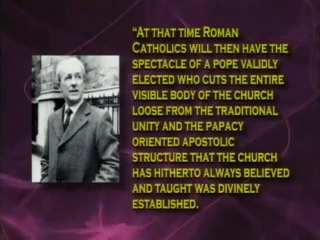 “At that time Roman
Catholics will then have the
spectacle of a pope validly
elected who cuts the entire
visible body of the church
loose from the traditional
unity and the papacy
oriented apostolic
structure that the church
has hitherto always believed
and taught was divinely
established.